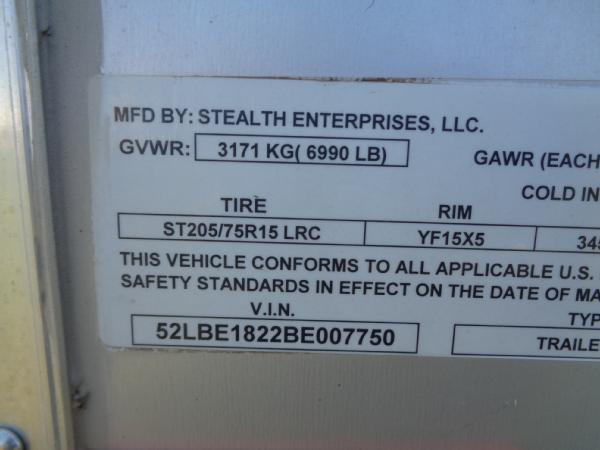 MFD BY: STEALTH ENTERPRISES, LLC.
GVWR: 3171 KG( 6990 LB) GAWR (EACH
COLD IN
TIRE RIM
ST205/75R15 LRC YF15X5 345
THIS VEHICLE CONFORMS TO ALL APPLICABLE U.S.
SAFETY STANDARDS IN EFFECT ON THE DATE OF MA
V.I.N. TYP
52LBE1822BE007750 TRAILE